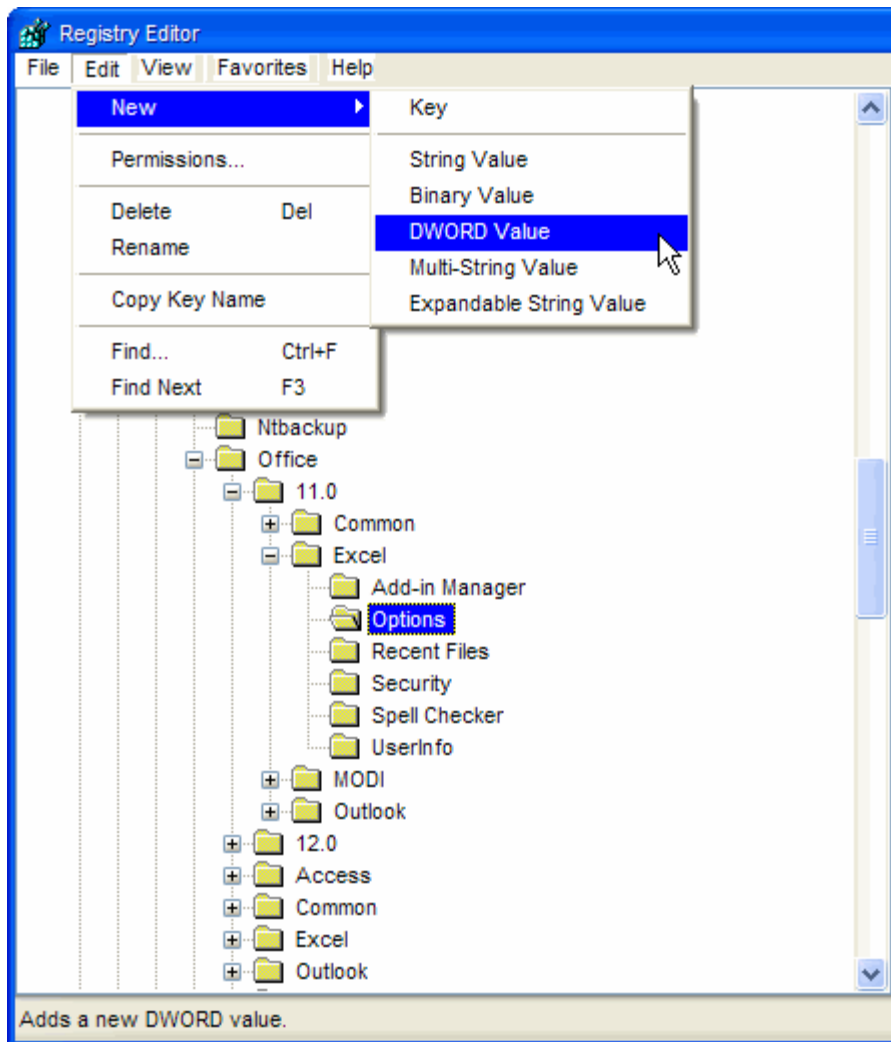 Registry Editor
File Edit View Favorites Help
New
Permissions...
Delete Del
Rename
Copy Key Name
Find... Ctrl+F
Find Next F3
Key
String Value
Binary Value
DWORD Value
Multi-String Value
Expandable String Value
Ntbackup
Office
11.0
Common
Excel
Add-in Manager
Options
Recent Files
Security
Spell Checker
UserInfo
MODI
Outlook
12.0
Access
Common
Excel
Outlook
Adds a new DWORD value.